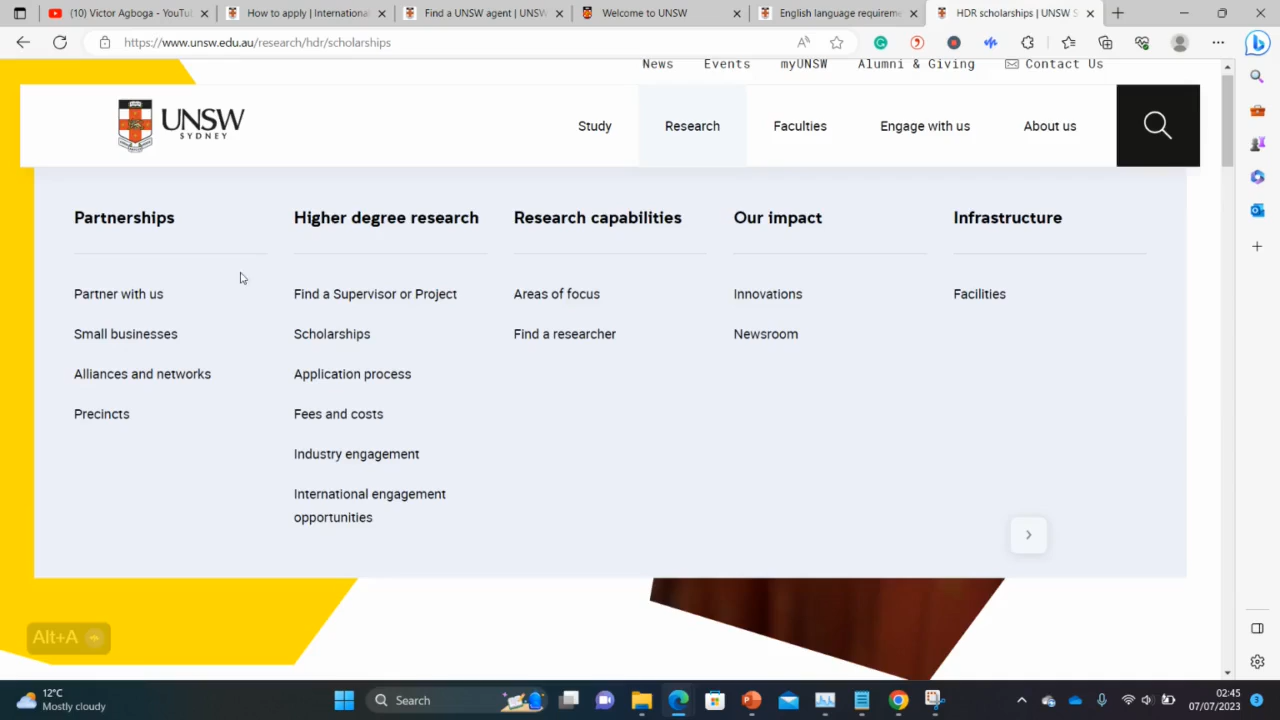 (10) Victor Agboga - YouTu
How to apply | Internationa
Find a UNSW agent | UNSW
Welcome to UNSW
English language requireme
HDR scholarships | UNSW S
https://www.unsw.edu.au/research/hdr/scholarships
News
Events
myUNSW
Alumni & Giving
Contact Us
UNSW
SYDNEY
Study
Research
Faculties
Engage with us
About us
Partnerships
Partner with us
Small businesses
Alliances and networks
Precincts
Higher degree research
Find a Supervisor or Project
Scholarships
Application process
Fees and costs
Industry engagement
International engagement
opportunities
Research capabilities
Areas of focus
Find a researcher
Our impact
Innovations
Newsroom
Infrastructure
Facilities
Alt+A
12°C
Mostly cloudy
Search
02:45
07/07/2023
3